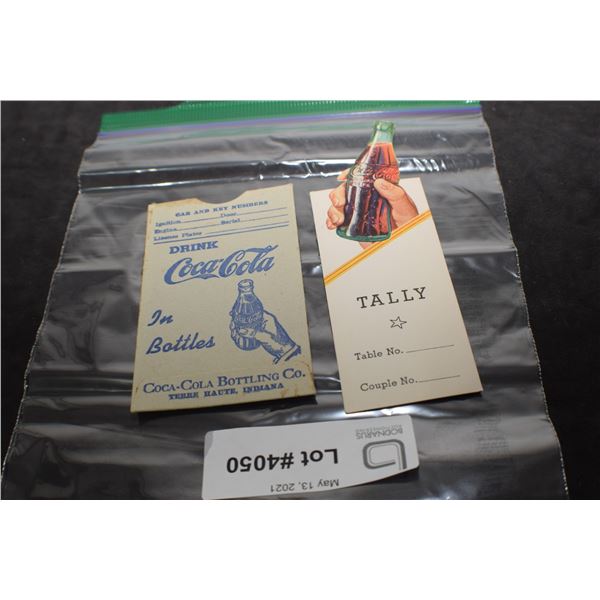 CAR AND KEY NUMBERS
Ignition Door
Engine Serial
License Plates
DRINK
Coca-Cola
In
Bottles
COCA-COLA BOTTLING CO.
TERRE HAUTE, INDIANA
TALLY
Table No.
Couple No.
BODNARUS
Lot #4050
May 13, 2021